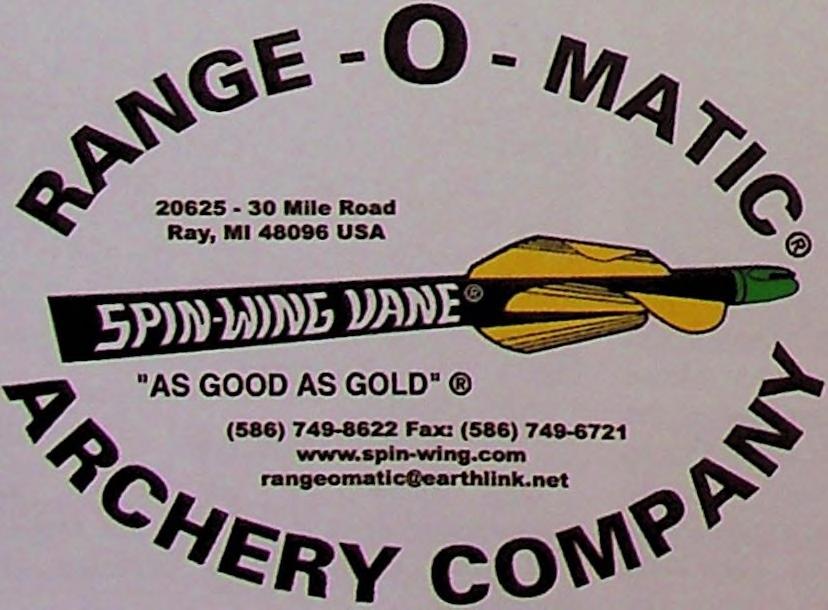 RANGE - O - MATIC®
20625 - 30 Mile Road
Ray, MI 48096 USA
SPIN-WING VANE®
"AS GOOD AS GOLD" ®
(586) 749-8622 Fax: (586) 749-6721
www.spin-wing.com
rangeomatic@earthlink.net
ARCHERY COMPANY